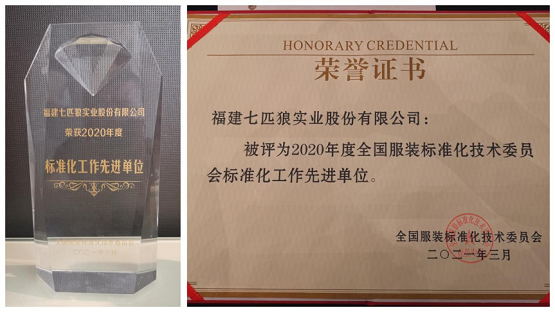 福建七匹狼实业股份有限公司
荣获2020年度
标准化工作先进单位
HONORARY CREDENTIAL
荣誉证书
福建七匹狼实业股份有限公司：
被评为2020年度全国服装标准化技术委员
会标准化工作先进单位。
全国服装标准化技术委员会
二〇二一年三月